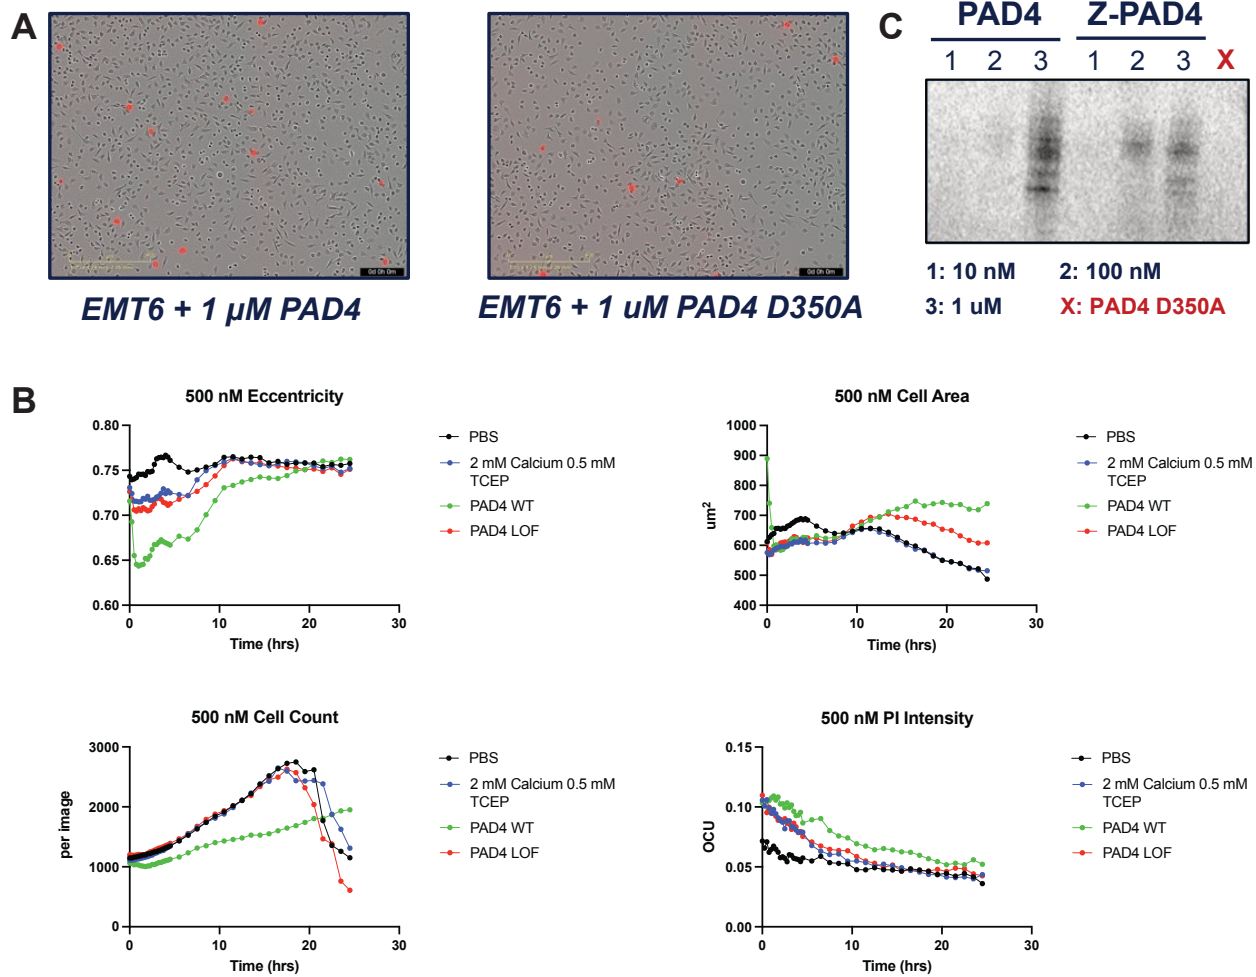 A
0d 0h 0m
0d 0h 0m
EMT6 + 1 µM PAD4
EMT6 + 1 uM PAD4 D350A
C
PAD4 Z-PAD4
1 2 3 1 2 3 X
1: 10 nM 2: 100 nM
3: 1 uM X: PAD4 D350A
B
500 nM Eccentricity
0.80
0.75
0.70
0.65
0.60
0 10 20 30
Time (hrs)
PBS
2 mM Calcium 0.5 mM
TCEP
PAD4 WT
PAD4 LOF
500 nM Cell Area
um²
1000
900
800
700
600
500
400
0 10 20 30
Time (hrs)
PBS
2 mM Calcium 0.5 mM
TCEP
PAD4 WT
PAD4 LOF
500 nM Cell Count
per image
3000
2000
1000
0
0 10 20 30
Time (hrs)
PBS
2 mM Calcium 0.5 mM
TCEP
PAD4 WT
PAD4 LOF
500 nM PI Intensity
OCU
0.15
0.10
0.05
0.00
0 10 20 30
Time (hrs)
PBS
2 mM Calcium 0.5 mM
TCEP
PAD4 WT
PAD4 LOF